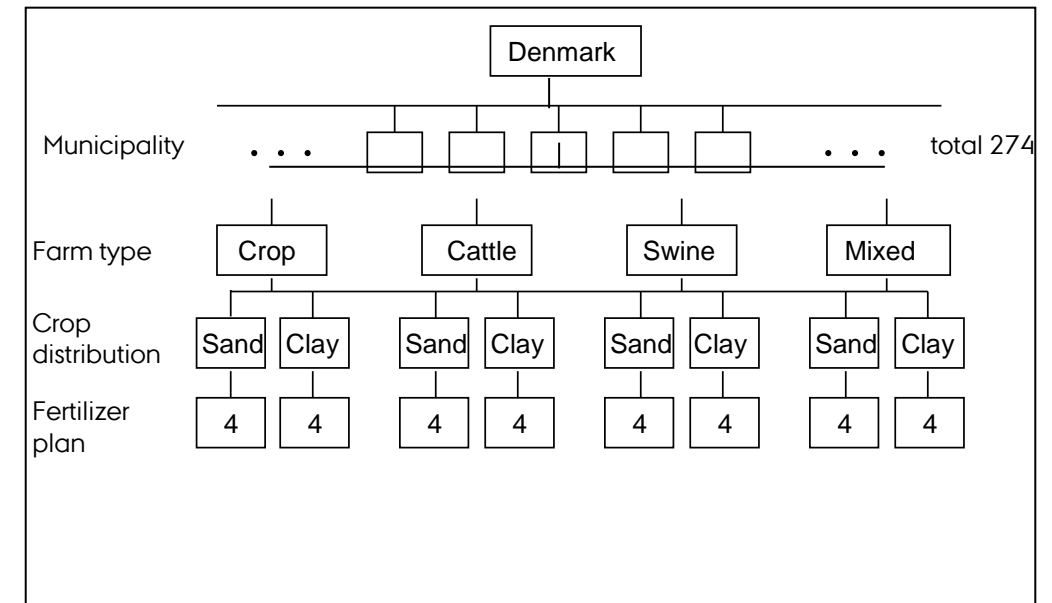 Denmark
Municipality . . . . . . total 274
Farm type Crop Cattle Swine Mixed
Crop
distribution Sand Clay Sand Clay Sand Clay Sand Clay
Fertilizer
plan 4 4 4 4 4 4 4 4